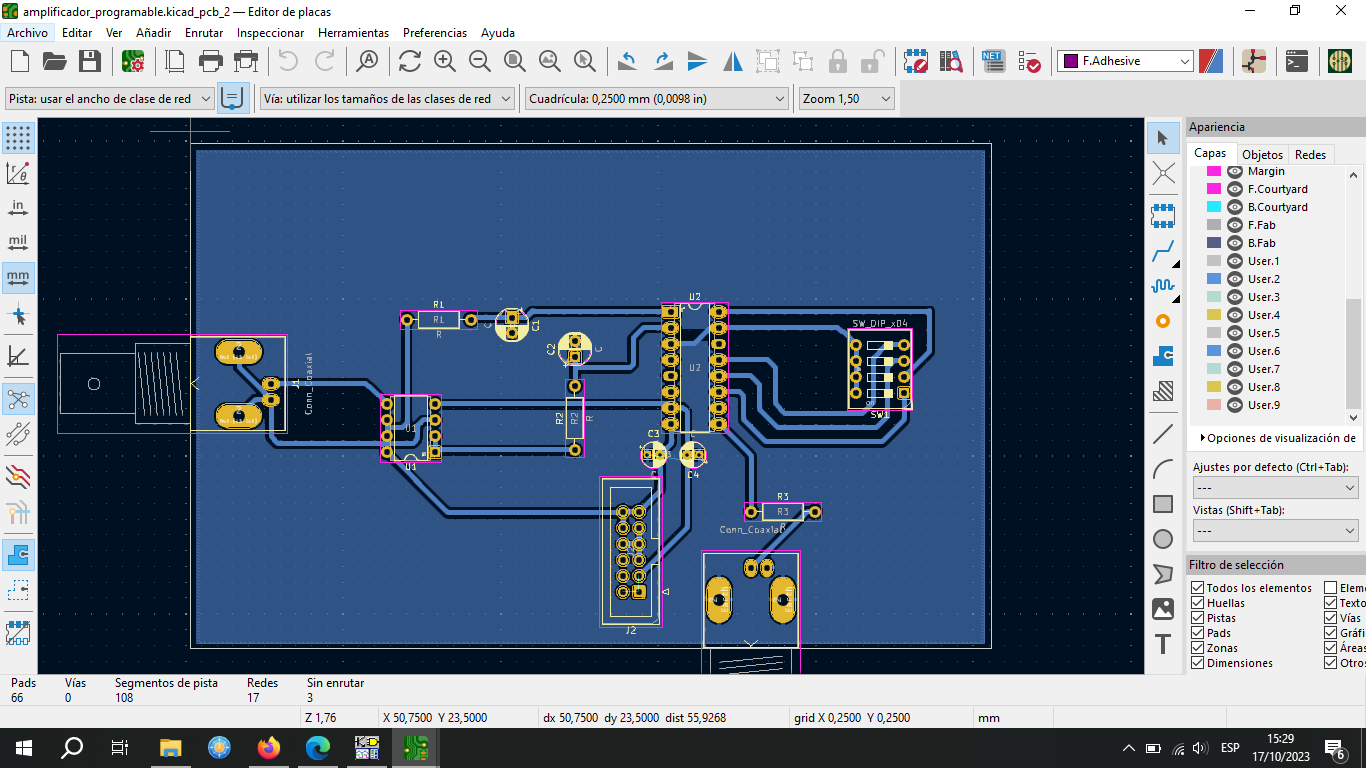 amplificador_programable.kicad_pcb_2 — Editor de placas
Archivo Editar Ver Añadir Enrutar Inspeccionar Herramientas Preferencias Ayuda
NET
F.Adhesive
Pista: usar el ancho de clase de red
Vía: utilizar los tamaños de las clases de red
Cuadrícula: 0,2500 mm (0,0098 in)
Zoom 1,50
in
mil
mm
R1
R1
R
C1
C
C2
C
U2
U2
SW_DIP_x04
SW1
J1
Conn_Coaxial
U1
U1
R2
R2
R
C3
C4
C
R3
R3
R
Conn_Coaxial
J2
Apariencia
Capas Objetos Redes
Margin
F.Courtyard
B.Courtyard
F.Fab
B.Fab
User.1
User.2
User.3
User.4
User.5
User.6
User.7
User.8
User.9
Opciones de visualización de
Ajustes por defecto (Ctrl+Tab):
---
Vistas (Shift+Tab):
---
Filtro de selección
Todos los elementos Eleme
Huellas Texto
Pistas Vías
Pads Gráfi
Zonas Áreas
Dimensiones Otros
Pads Vías Segmentos de pista Redes Sin enrutar
66 0 108 17 3
Z 1,76 X 50,7500 Y 23,5000 dx 50,7500 dy 23,5000 dist 55,9268 grid X 0,2500 Y 0,2500 mm
ESP
15:29
17/10/2023
6